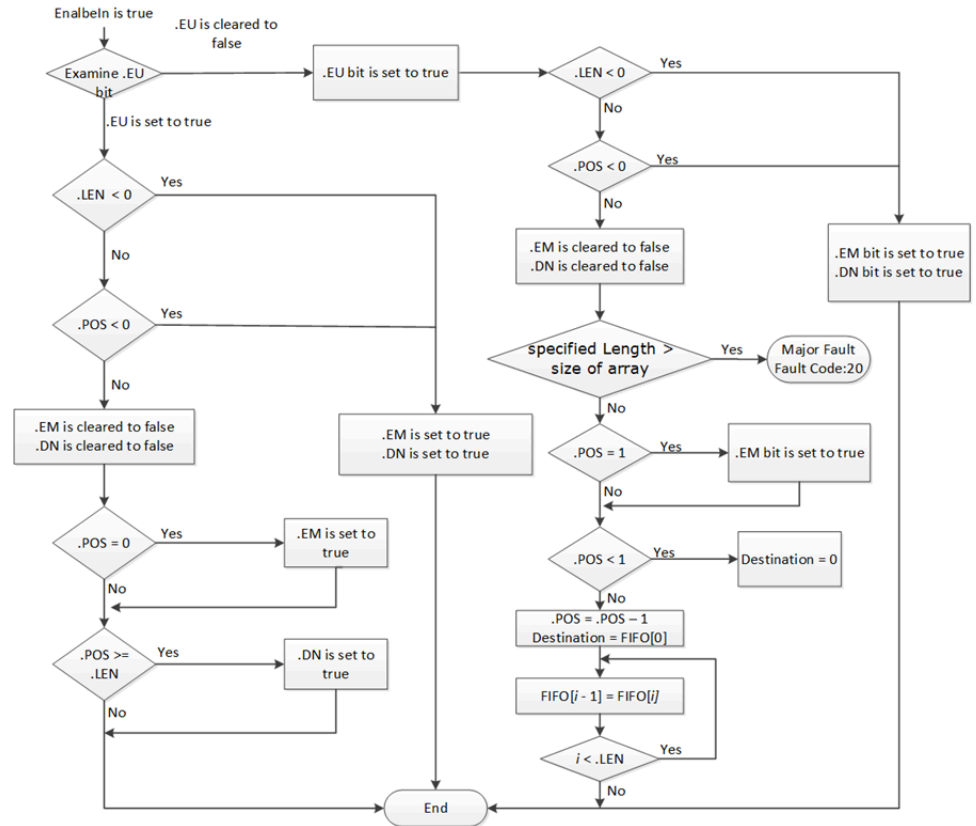 EnalbeIn is true
.EU is cleared to
false
Examine .EU
bit
.EU bit is set to true
.LEN < 0
Yes
No
.EU is set to true
.POS < 0
Yes
No
.LEN < 0
Yes
No
.EM is cleared to false
.DN is cleared to false
.EM bit is set to true
.DN bit is set to true
.POS < 0
Yes
No
specified Length >
size of array
Yes
Major Fault
Fault Code:20
No
.EM is cleared to false
.DN is cleared to false
.EM is set to true
.DN is set to true
.POS = 1
Yes
.EM bit is set to true
No
.POS = 0
Yes
.EM is set to
true
No
.POS < 1
Yes
Destination = 0
No
.POS = .POS – 1
Destination = FIFO[0]
.POS >=
.LEN
Yes
.DN is set to
true
No
FIFO[i - 1] = FIFO[i]
i < .LEN
Yes
No
End